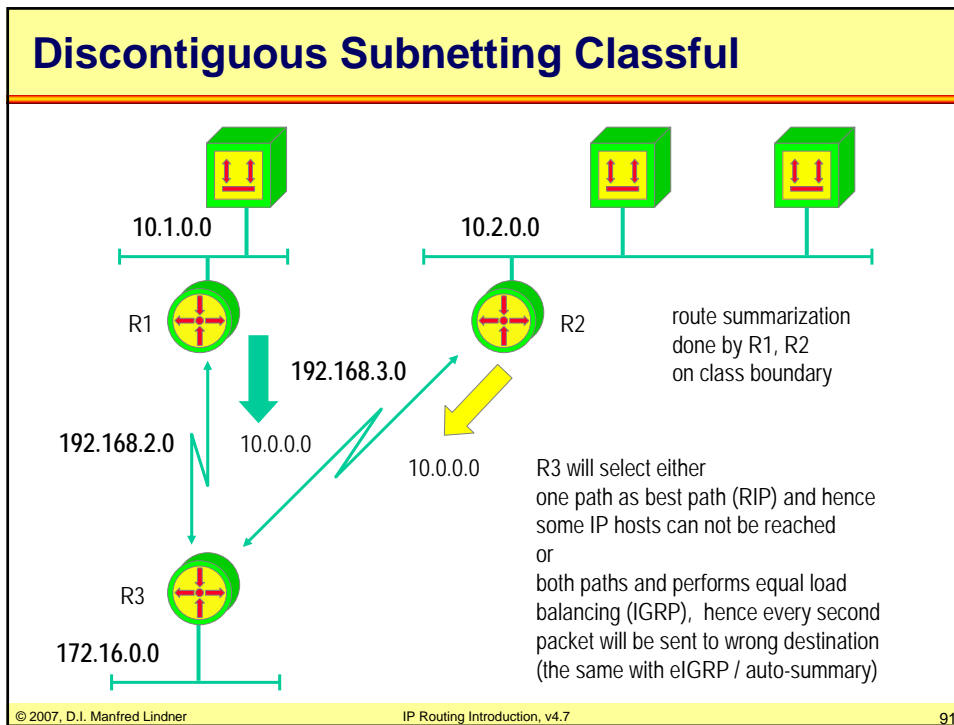 Discontiguous Subnetting Classful
10.1.0.0
10.2.0.0
R1
R2
route summarization
done by R1, R2
on class boundary
192.168.3.0
192.168.2.0
10.0.0.0
10.0.0.0
R3 will select either
one path as best path (RIP) and hence
some IP hosts can not be reached
or
both paths and performs equal load
balancing (IGRP), hence every second
packet will be sent to wrong destination
(the same with eIGRP / auto-summary)
R3
172.16.0.0
© 2007, D.I. Manfred Lindner
IP Routing Introduction, v4.7
91